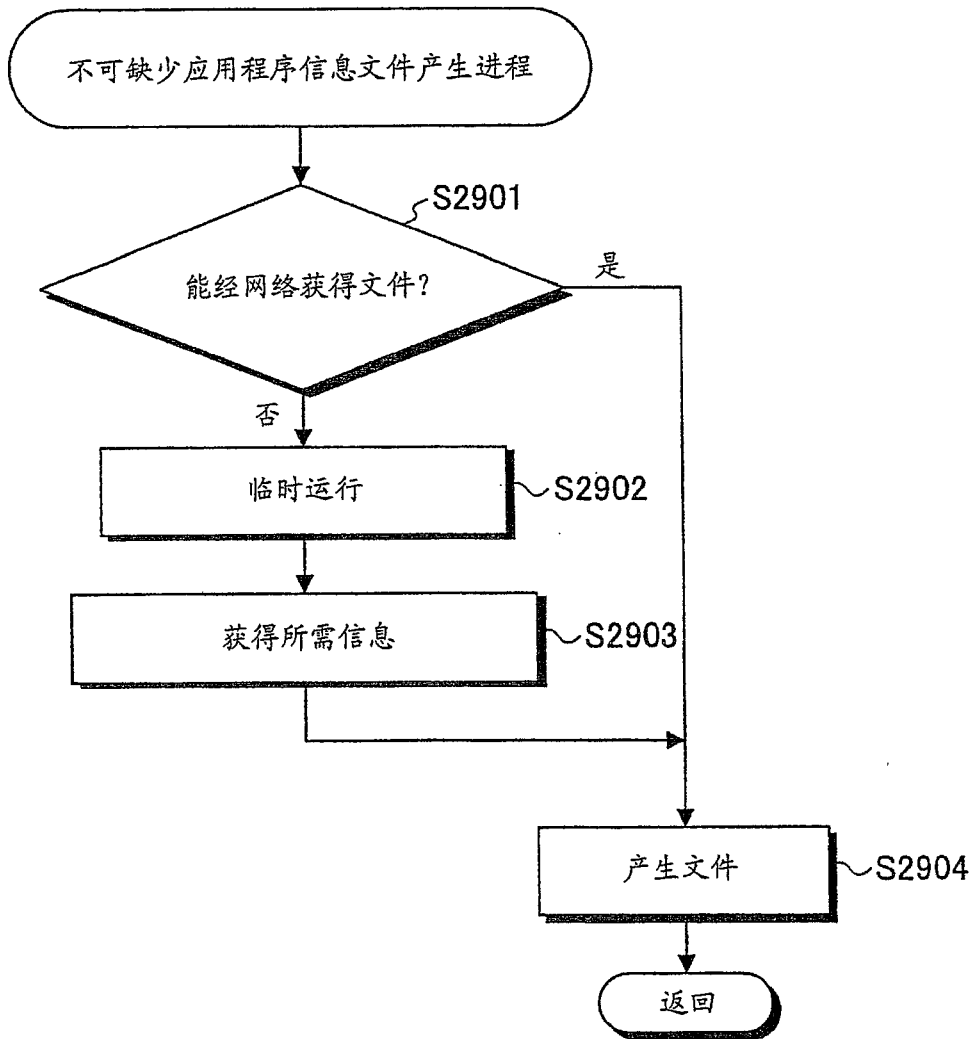 不可缺少应用程序信息文件产生进程
S2901
能经网络获得文件?
是
否
临时运行
S2902
获得所需信息
S2903
产生文件
S2904
返回